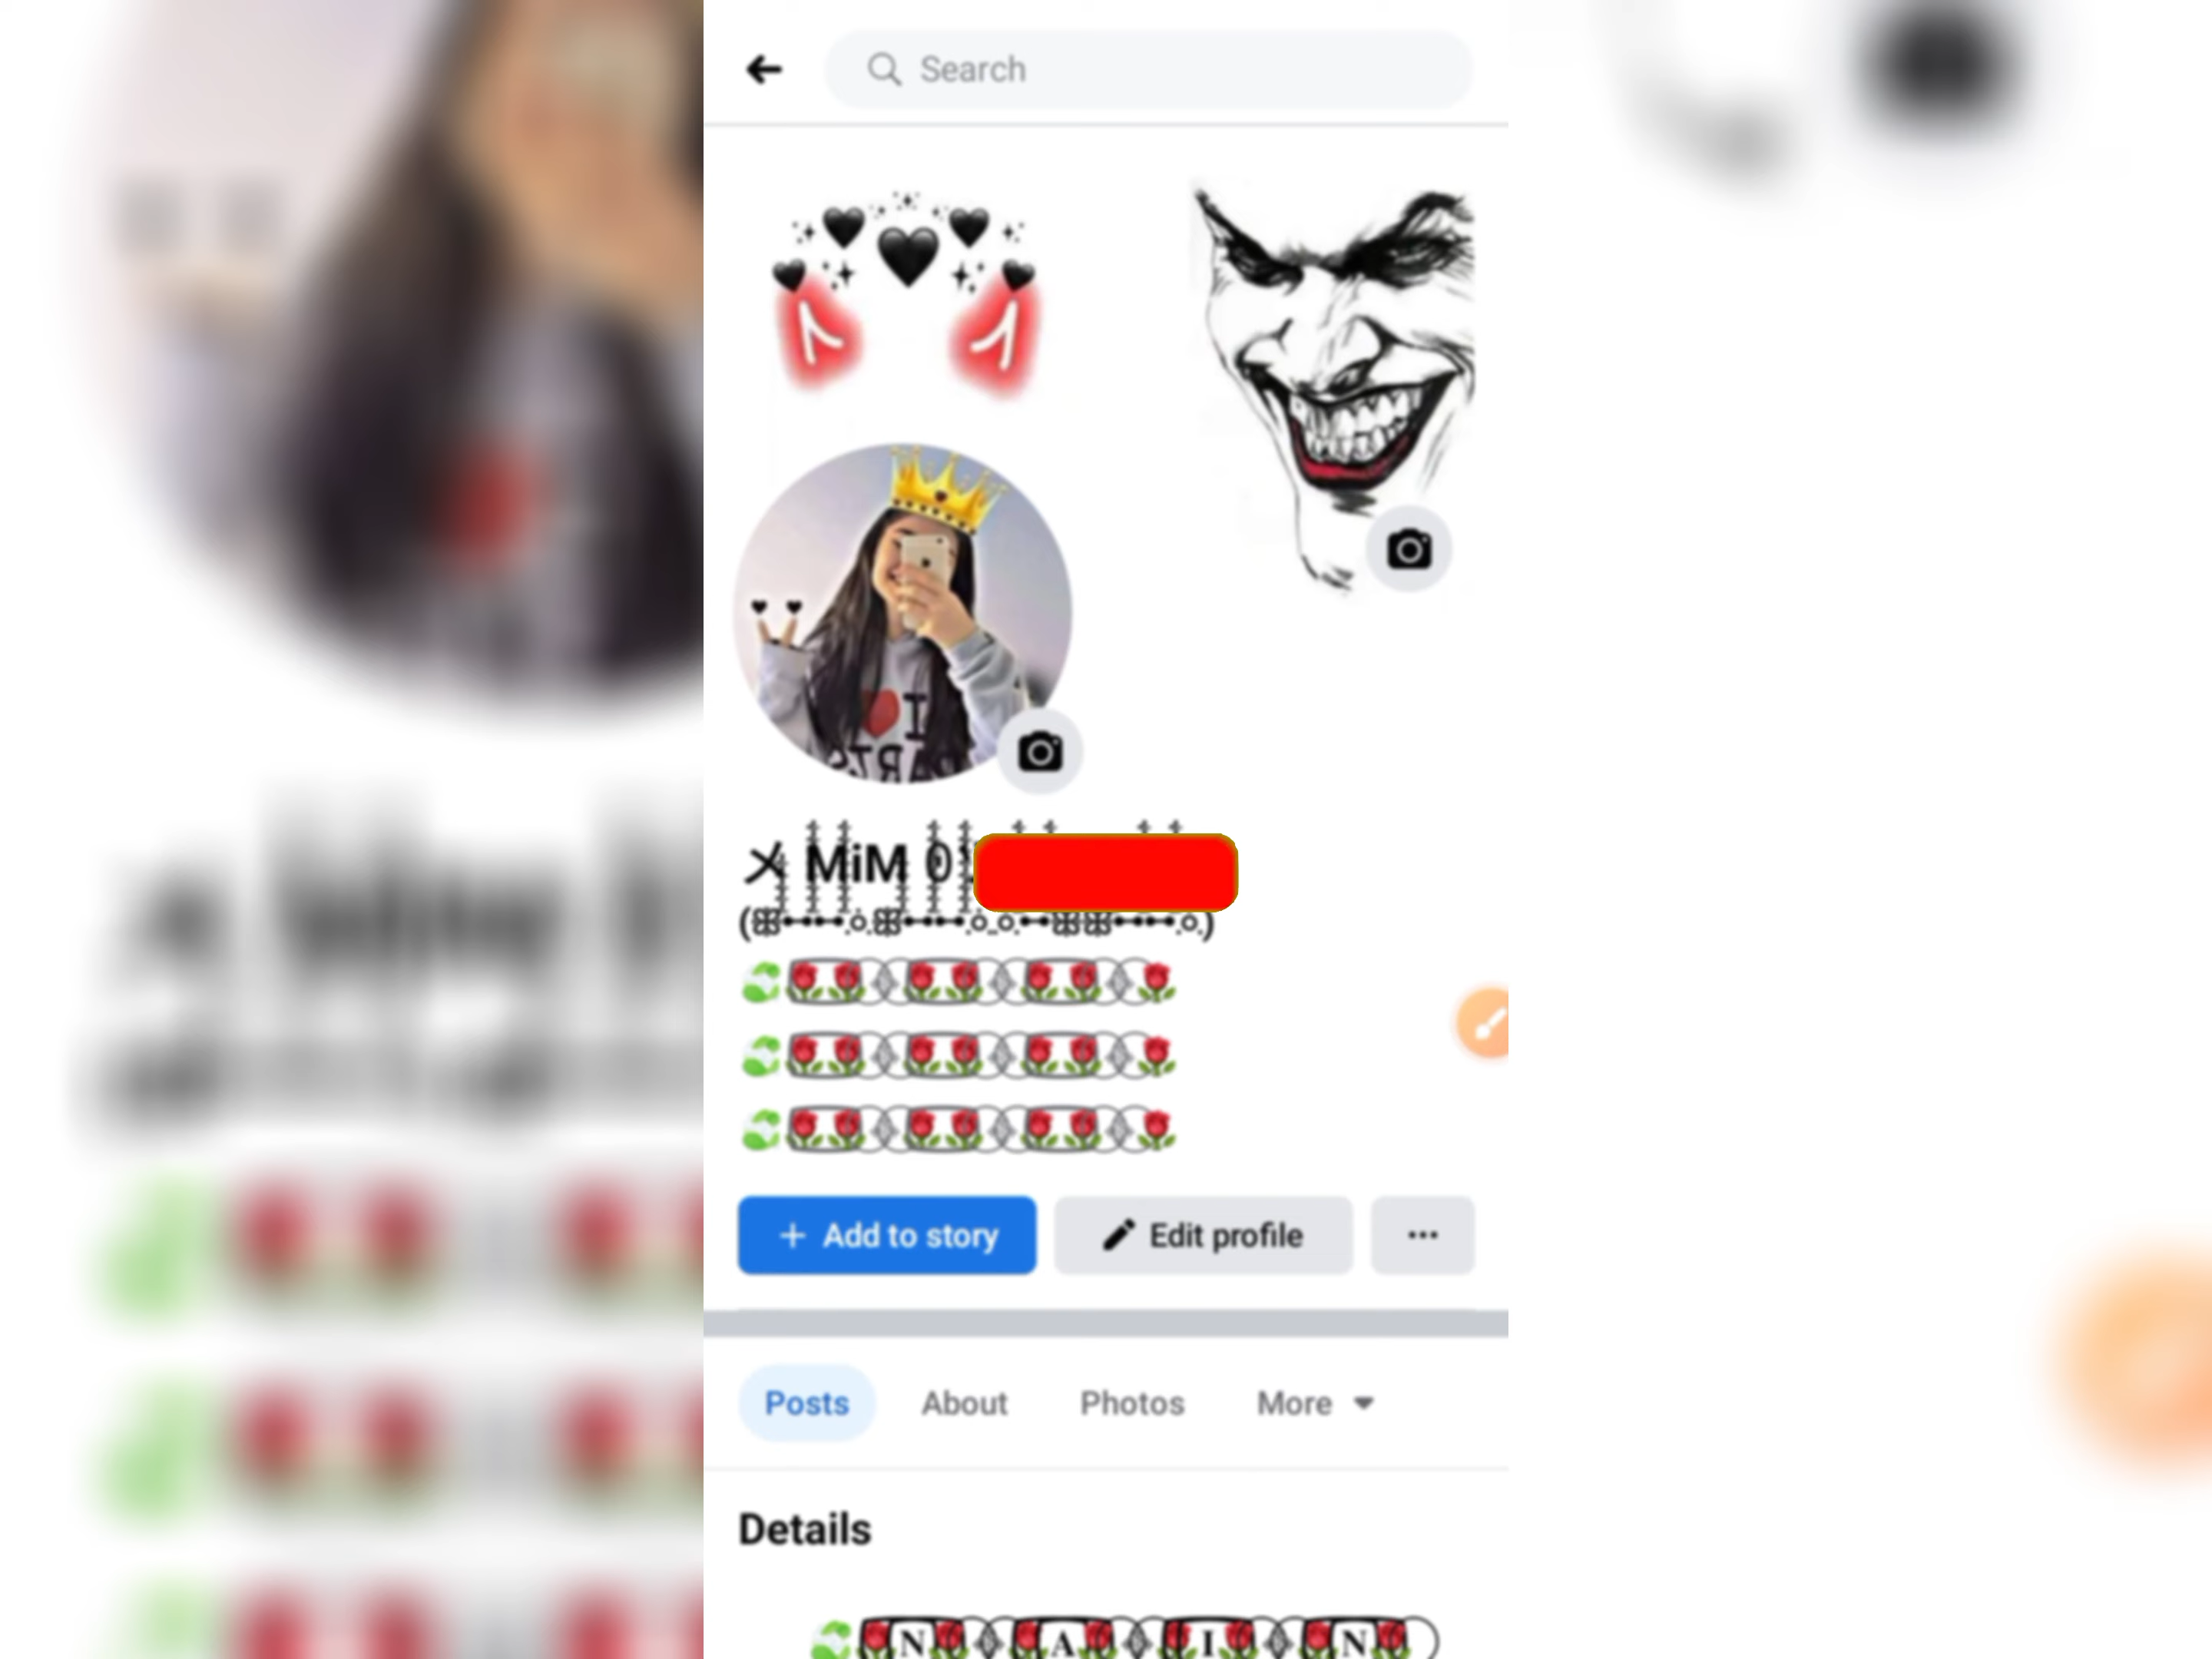 Search
MiM
Add to story
Edit profile
Posts About Photos More
Details
N A I N